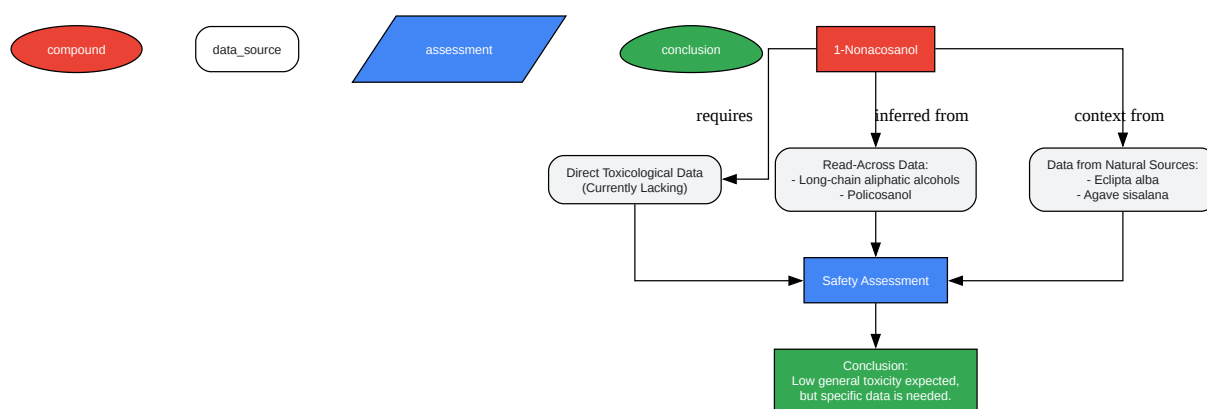 compound
data_source
assessment
conclusion
1-Nonacosanol
requires
inferred from
context from
Direct Toxicological Data
(Currently Lacking)
Read-Across Data:
- Long-chain aliphatic alcohols
- Policosanol
Data from Natural Sources:
- Eclipta alba
- Agave sisalana
Safety Assessment
Conclusion:
Low general toxicity expected,
but specific data is needed.